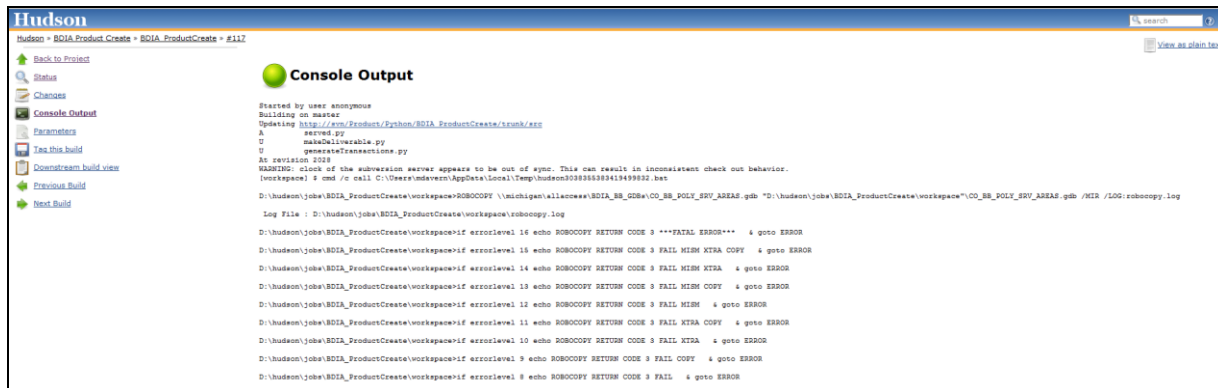 Hudson
search
Hudson » BDIA Product Create » BDIA_ProductCreate » #117
View as plain tex
Back to Project
Status
Changes
Console Output
Parameters
Tag this build
Downstream build view
Previous Build
Next Build
Console Output
Started by user anonymous
Building on master
Updating http://svn/Product/Python/BDIA_ProductCreate/trunk/src
A served.py
U makeDeliverable.py
U generateTransactions.py
At revision 2028
WARNING: clock of the subversion server appears to be out of sync. This can result in inconsistent check out behavior.
[workspace] $ cmd /c call C:\Users\mdavern\AppData\Local\Temp\hudson3038355383419499832.bat
D:\hudson\jobs\BDIA_ProductCreate\workspace>ROBOCOPY \\michigan\allaccess\BDIA_BB_GDBs\CO_BB_POLY_SRV_AREAS.gdb "D:\hudson\jobs\BDIA_ProductCreate\workspace"\CO_BB_POLY_SRV_AREAS.gdb /MIR /LOG:robocopy.log
Log File : D:\hudson\jobs\BDIA_ProductCreate\workspace\robocopy.log
D:\hudson\jobs\BDIA_ProductCreate\workspace>if errorlevel 16 echo ROBOCOPY RETURN CODE 3 ***FATAL ERROR*** & goto ERROR
D:\hudson\jobs\BDIA_ProductCreate\workspace>if errorlevel 15 echo ROBOCOPY RETURN CODE 3 FAIL MISM XTRA COPY & goto ERROR
D:\hudson\jobs\BDIA_ProductCreate\workspace>if errorlevel 14 echo ROBOCOPY RETURN CODE 3 FAIL MISM XTRA & goto ERROR
D:\hudson\jobs\BDIA_ProductCreate\workspace>if errorlevel 13 echo ROBOCOPY RETURN CODE 3 FAIL MISM COPY & goto ERROR
D:\hudson\jobs\BDIA_ProductCreate\workspace>if errorlevel 12 echo ROBOCOPY RETURN CODE 3 FAIL MISM & goto ERROR
D:\hudson\jobs\BDIA_ProductCreate\workspace>if errorlevel 11 echo ROBOCOPY RETURN CODE 3 FAIL XTRA COPY & goto ERROR
D:\hudson\jobs\BDIA_ProductCreate\workspace>if errorlevel 10 echo ROBOCOPY RETURN CODE 3 FAIL XTRA & goto ERROR
D:\hudson\jobs\BDIA_ProductCreate\workspace>if errorlevel 9 echo ROBOCOPY RETURN CODE 3 FAIL COPY & goto ERROR
D:\hudson\jobs\BDIA_ProductCreate\workspace>if errorlevel 8 echo ROBOCOPY RETURN CODE 3 FAIL & goto ERROR